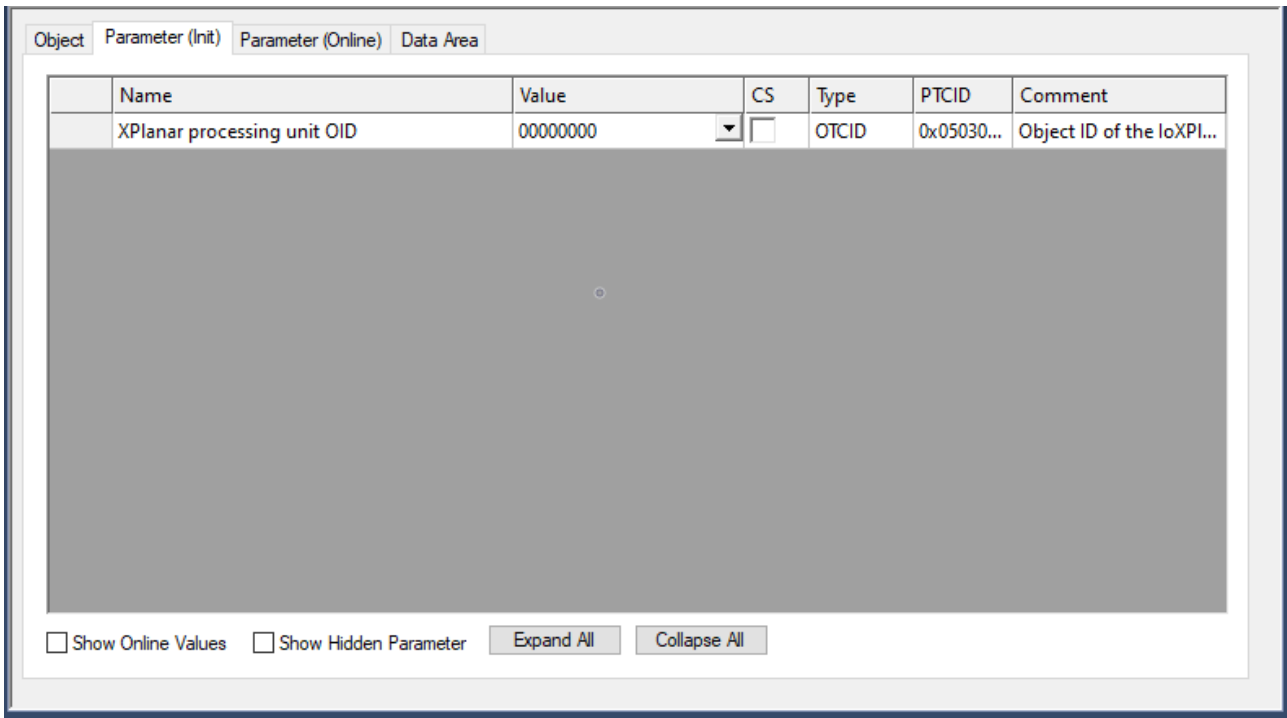 Object Parameter (Init) Parameter (Online) Data Area
Name Value CS Type PTCID Comment
XPlanar processing unit OID 00000000 OTCID 0x05030... Object ID of the IoXPl...
Show Online Values Show Hidden Parameter Expand All Collapse All